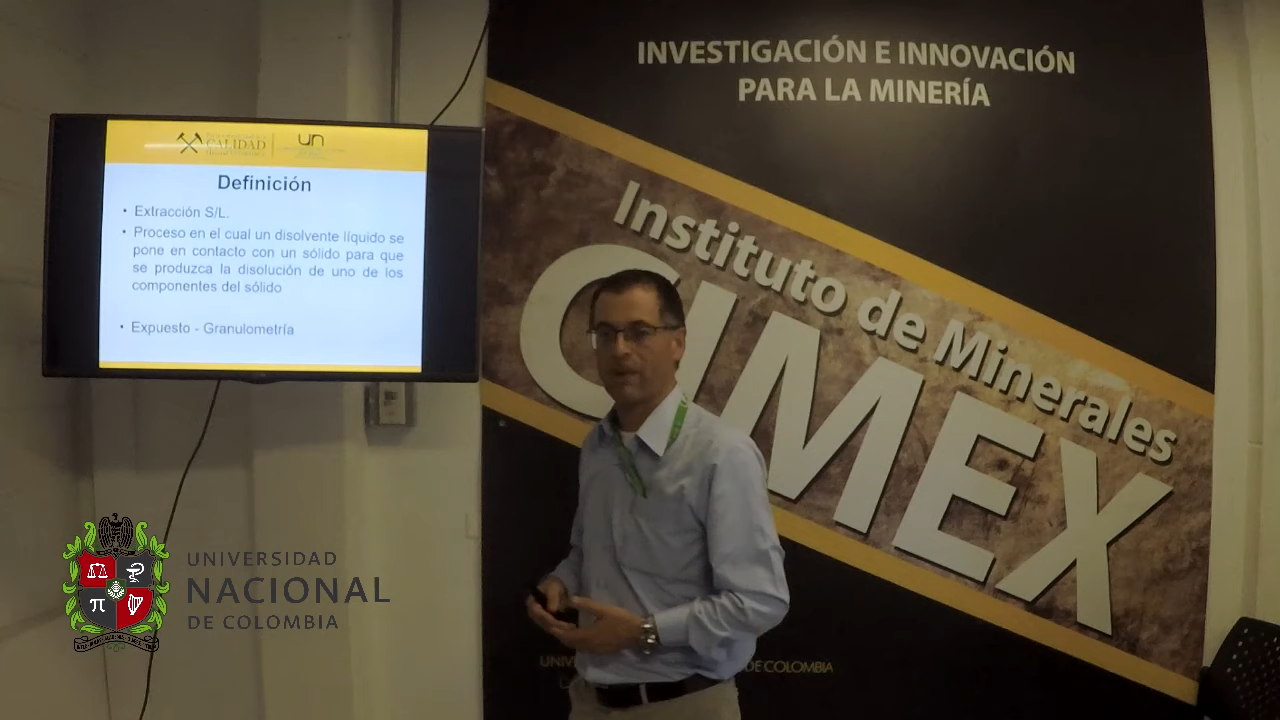 INVESTIGACIÓN E INNOVACIÓN
PARA LA MINERÍA
Instituto de Minerales
CIMEX
CALIDAD
un
Definición
• Extracción S/L.
• Proceso en el cual un disolvente líquido se
pone en contacto con un sólido para que
se produzca la disolución de uno de los
componentes del sólido
• Expuesto - Granulometría
UNIVERSIDAD
NACIONAL
DE COLOMBIA
DE COLOMBIA